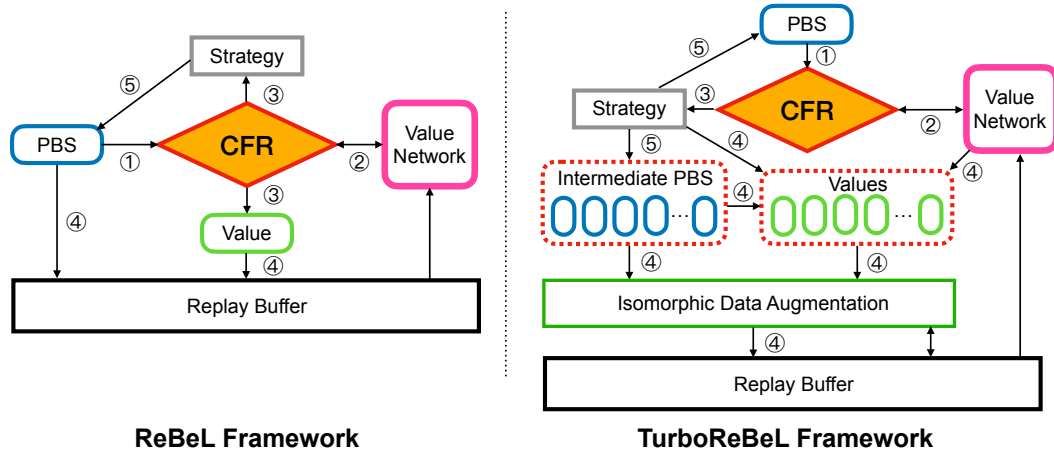 Strategy
⑤
③
PBS
①
CFR
②
Value
Network
④
③
Value
④
Replay Buffer
ReBeL Framework
PBS
⑤
①
Strategy
③
CFR
②
Value
Network
⑤
④
④
Intermediate PBS
④
Values
...
...
④
④
Isomorphic Data Augmentation
④
Replay Buffer
TurboReBeL Framework